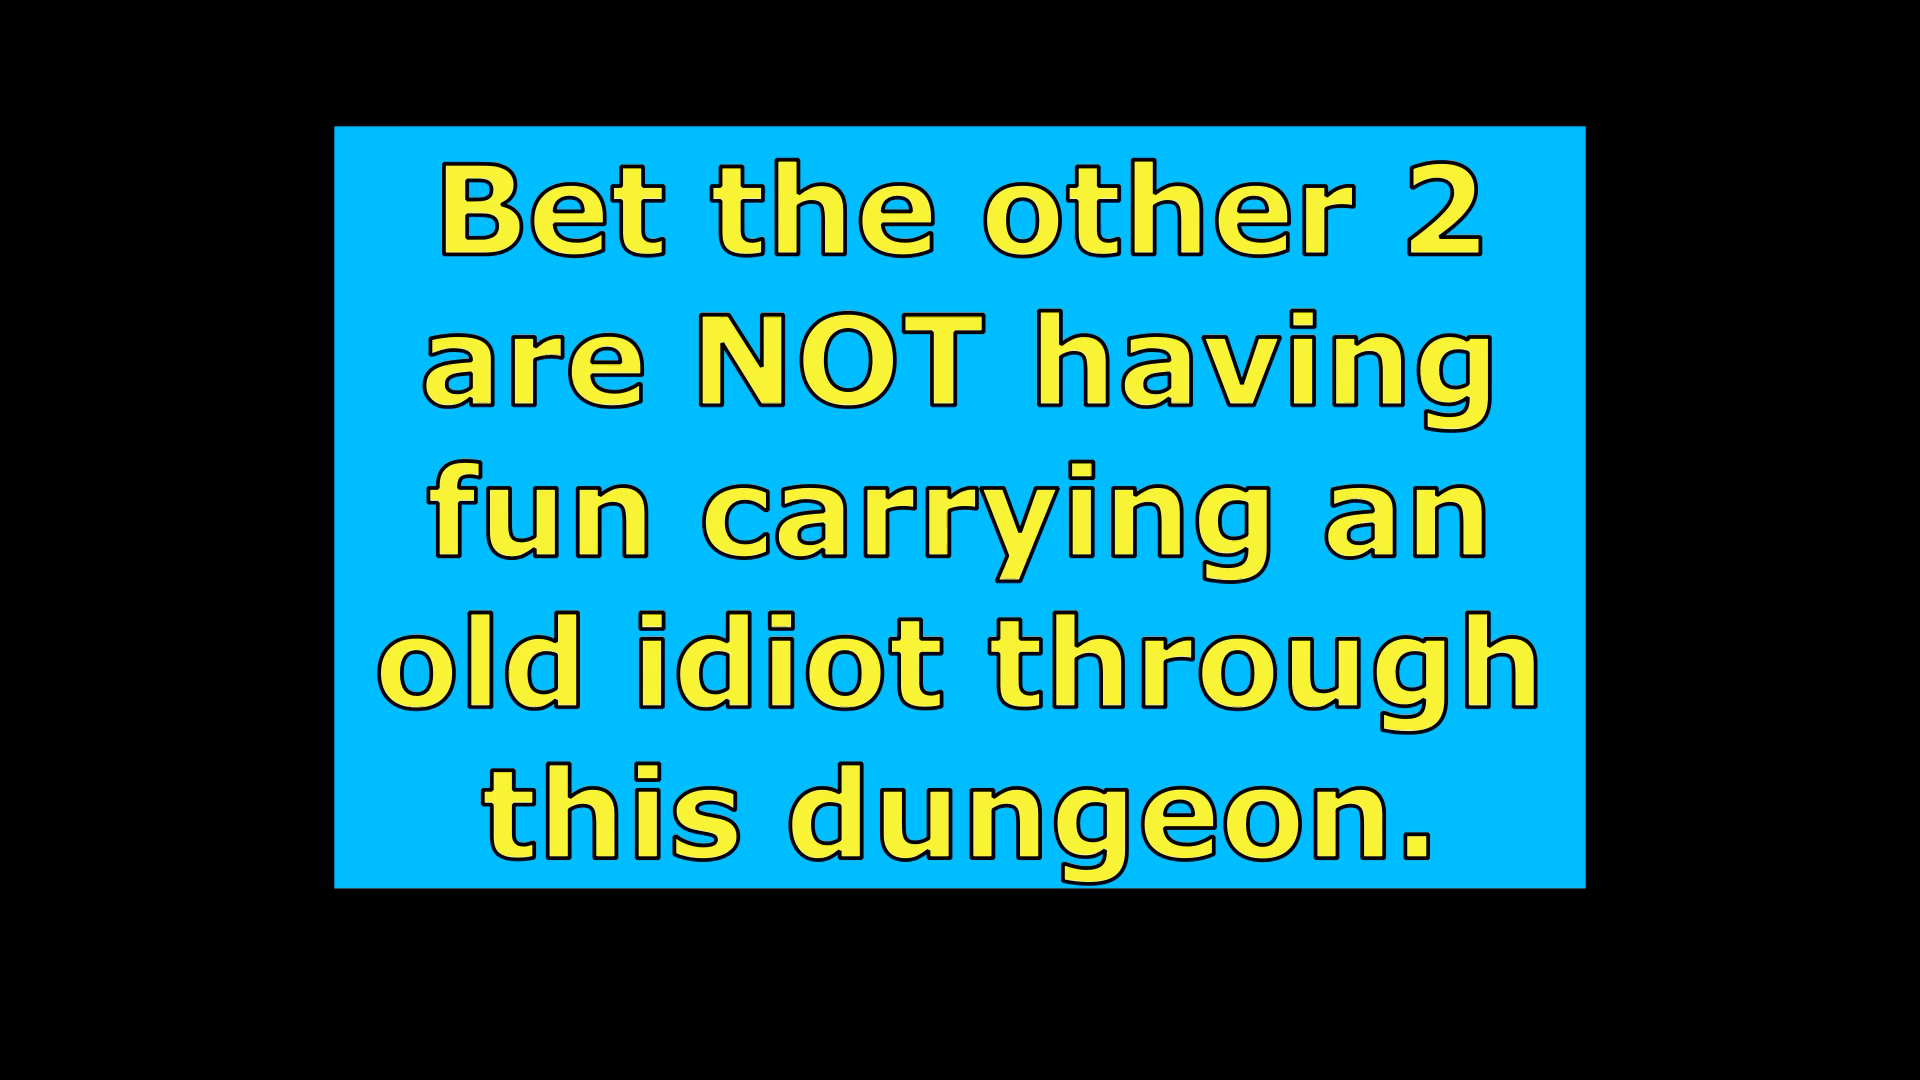 Bet the other 2
are NOT having
fun carrying an
old idiot through
this dungeon.